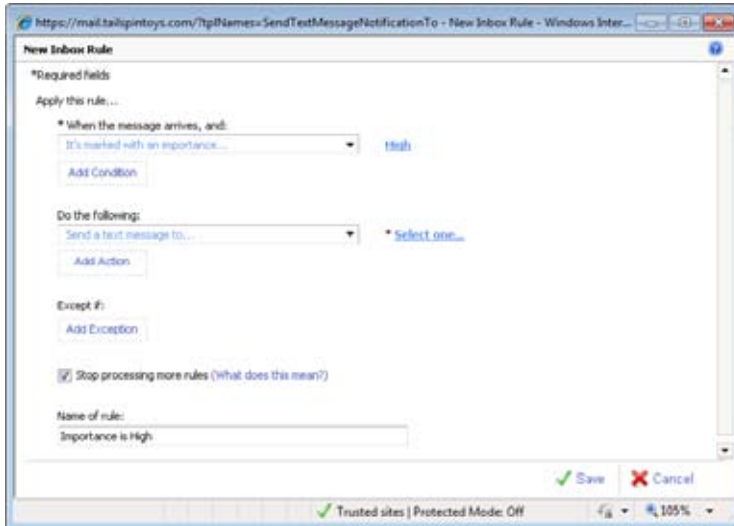 https://mail.tailspintoys.com/?tplNames=SendTextMessageNotificationTo - New Inbox Rule - Windows Inter...
New Inbox Rule
*Required fields
Apply this rule...
* When the message arrives, and:
It's marked with an importance... High
Add Condition
Do the following:
Send a text message to... * Select one...
Add Action
Except if:
Add Exception
Stop processing more rules (What does this mean?)
Name of rule:
Importance is High
Save Cancel
Trusted sites | Protected Mode: Off 105%